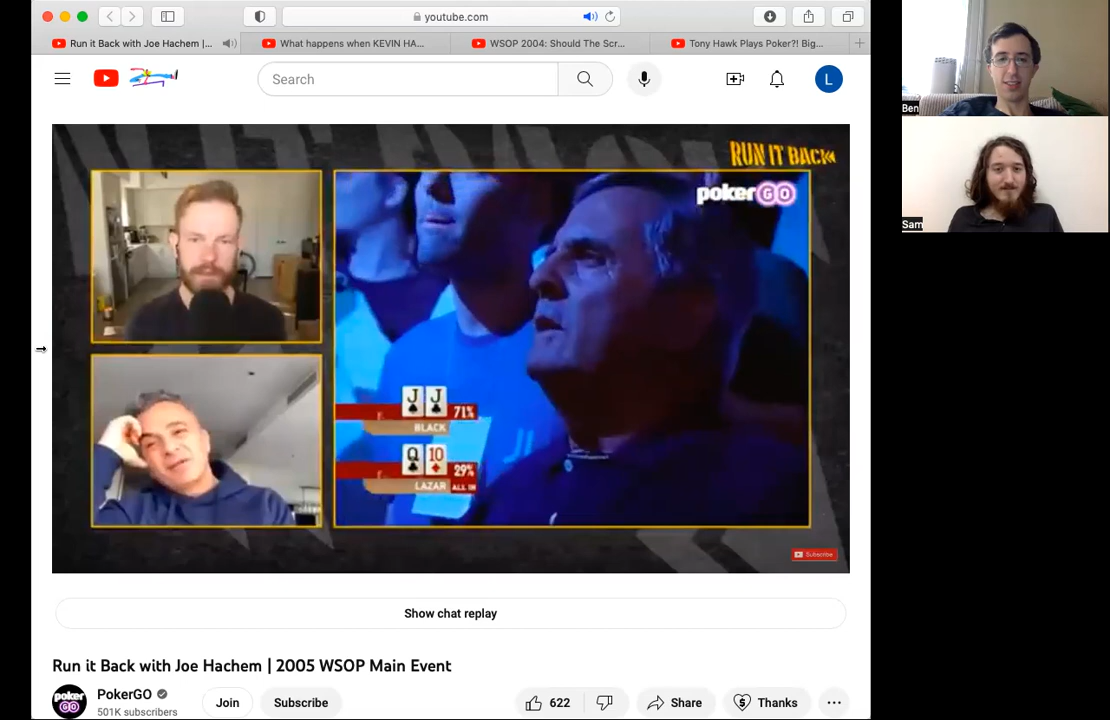 youtube.com
Run it Back with Joe Hachem |...
What happens when KEVIN HA...
WSOP 2004: Should The Scr...
Tony Hawk Plays Poker?! Big...
Search
L
RUN IT BACK
pokerGO
J J 71%
BLACK
Q 10 29%
LAZAR ALL IN
Subscribe
Show chat replay
Run it Back with Joe Hachem | 2005 WSOP Main Event
poker GO
PokerGO
501K subscribers
Join
Subscribe
622
Share
Thanks
Ben
Sam